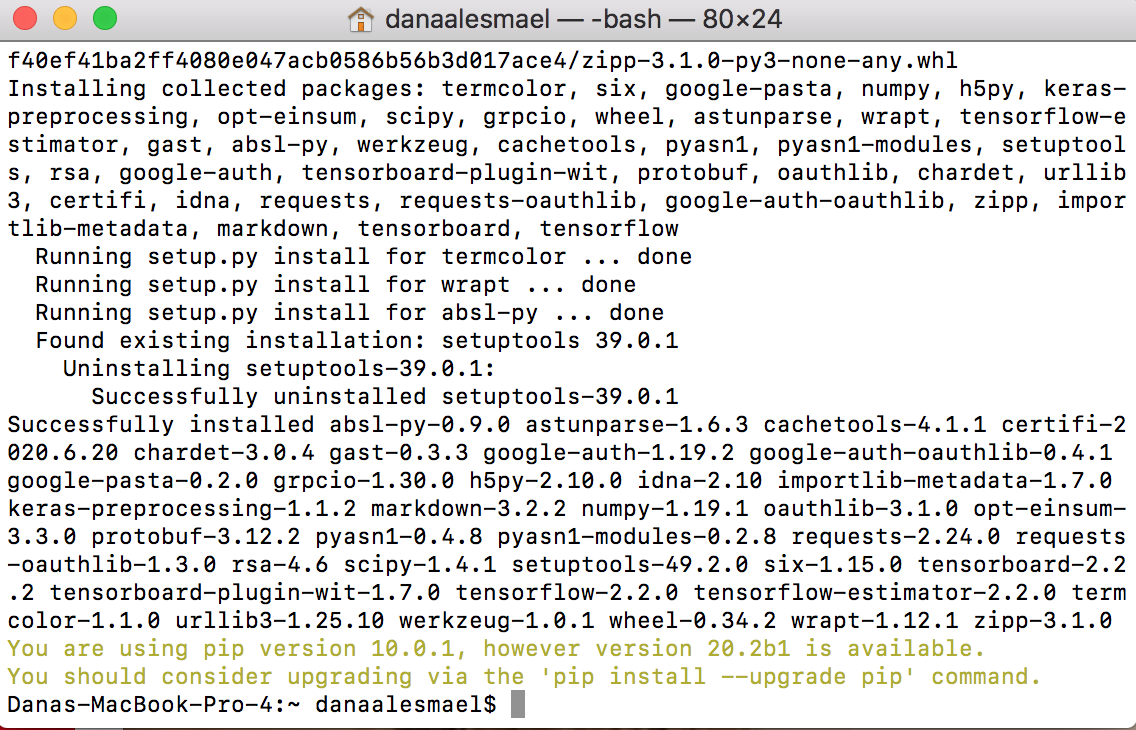 danaalesmael — -bash — 80×24
f40ef41ba2ff4080e047acb0586b56b3d017ace4/zipp-3.1.0-py3-none-any.whl
Installing collected packages: termcolor, six, google-pasta, numpy, h5py, keras-
preprocessing, opt-einsum, scipy, grpcio, wheel, astunparse, wrapt, tensorflow-e
stimator, gast, absl-py, werkzeug, cachetools, pyasn1, pyasn1-modules, setuptool
s, rsa, google-auth, tensorboard-plugin-wit, protobuf, oauthlib, chardet, urllib
3, certifi, idna, requests, requests-oauthlib, google-auth-oauthlib, zipp, impor
tlib-metadata, markdown, tensorboard, tensorflow
  Running setup.py install for termcolor ... done
  Running setup.py install for wrapt ... done
  Running setup.py install for absl-py ... done
  Found existing installation: setuptools 39.0.1
    Uninstalling setuptools-39.0.1:
      Successfully uninstalled setuptools-39.0.1
Successfully installed absl-py-0.9.0 astunparse-1.6.3 cachetools-4.1.1 certifi-2
020.6.20 chardet-3.0.4 gast-0.3.3 google-auth-1.19.2 google-auth-oauthlib-0.4.1
google-pasta-0.2.0 grpcio-1.30.0 h5py-2.10.0 idna-2.10 importlib-metadata-1.7.0
keras-preprocessing-1.1.2 markdown-3.2.2 numpy-1.19.1 oauthlib-3.1.0 opt-einsum-
3.3.0 protobuf-3.12.2 pyasn1-0.4.8 pyasn1-modules-0.2.8 requests-2.24.0 requests
-oauthlib-1.3.0 rsa-4.6 scipy-1.4.1 setuptools-49.2.0 six-1.15.0 tensorboard-2.2
.2 tensorboard-plugin-wit-1.7.0 tensorflow-2.2.0 tensorflow-estimator-2.2.0 term
color-1.1.0 urllib3-1.25.10 werkzeug-1.0.1 wheel-0.34.2 wrapt-1.12.1 zipp-3.1.0
You are using pip version 10.0.1, however version 20.2b1 is available.
You should consider upgrading via the 'pip install --upgrade pip' command.
Danas-MacBook-Pro-4:~ danaalesmael$